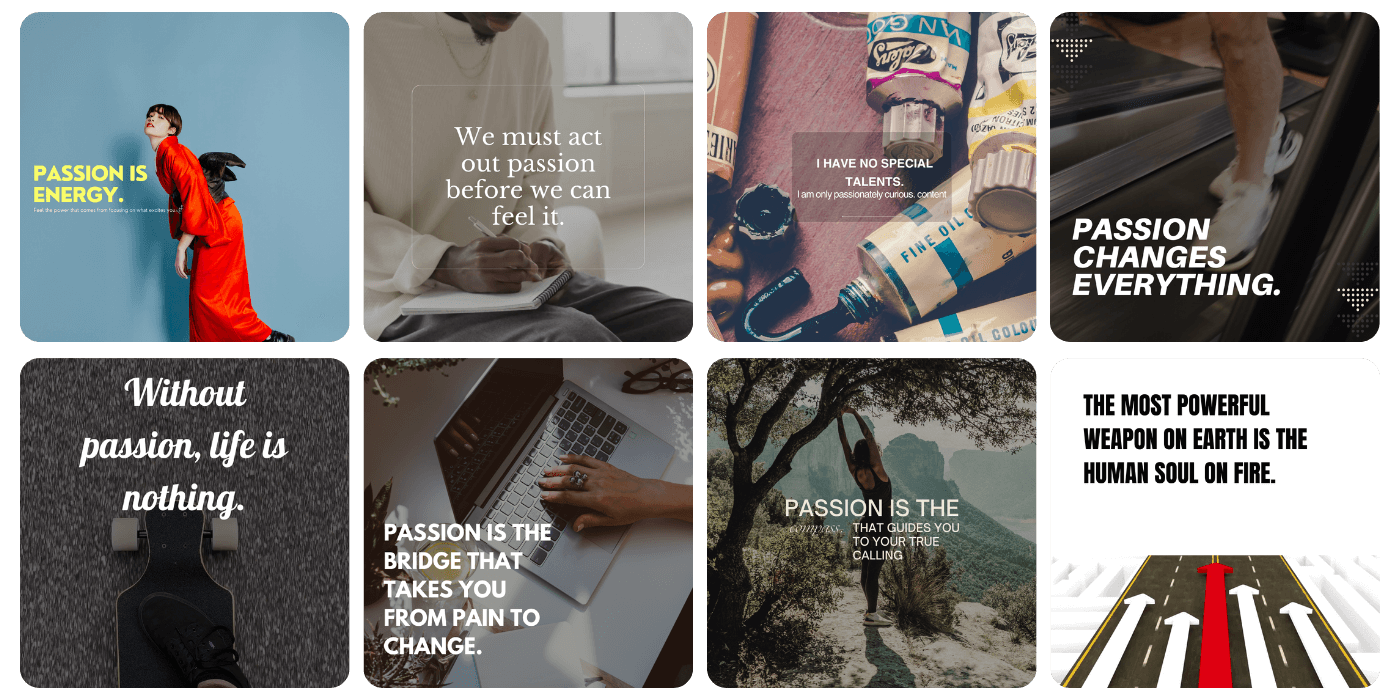 PASSION IS
ENERGY.
Feel the power that comes from focusing on what excites you.
We must act
out passion
before we can
feel it.
I HAVE NO SPECIAL
TALENTS.
I am only passionately curious. content
FINE OIL C
OIL COLOU
PASSION
CHANGES
EVERYTHING.
Without
passion, life is
nothing.
PASSION IS THE
BRIDGE THAT
TAKES YOU
FROM PAIN TO
CHANGE.
PASSION IS THE
compass, THAT GUIDES YOU
TO YOUR TRUE
CALLING
THE MOST POWERFUL
WEAPON ON EARTH IS THE
HUMAN SOUL ON FIRE.